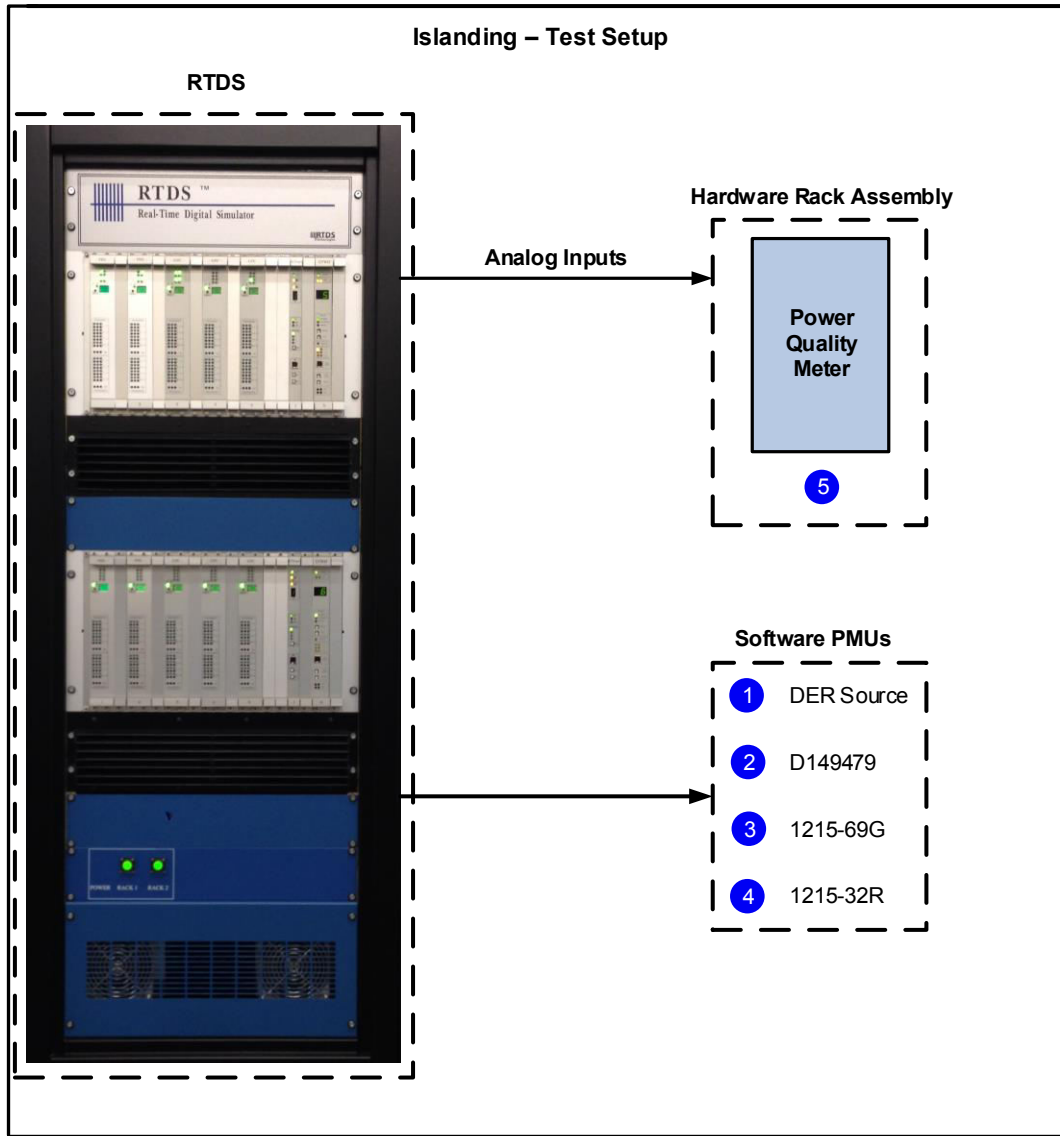 Islanding – Test Setup
RTDS
RTDS ™
Real-Time Digital Simulator
RTDS
Analog Inputs
Hardware Rack Assembly
Power
Quality
Meter
5
Software PMUs
1 DER Source
2 D149479
3 1215-69G
4 1215-32R
POWER RACK 1 RACK 2